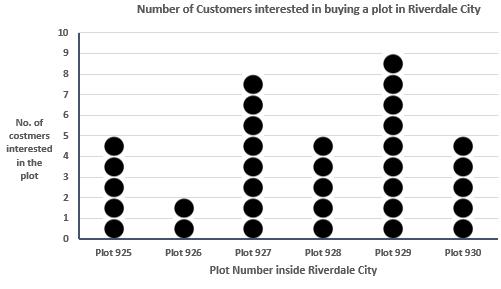 Number of Customers interested in buying a plot in Riverdale City
10
9
8
7
6
5
4
3
2
1
0
No. of
costmers
interested
in the
plot
Plot 925 Plot 926 Plot 927 Plot 928 Plot 929 Plot 930
Plot Number inside Riverdale City